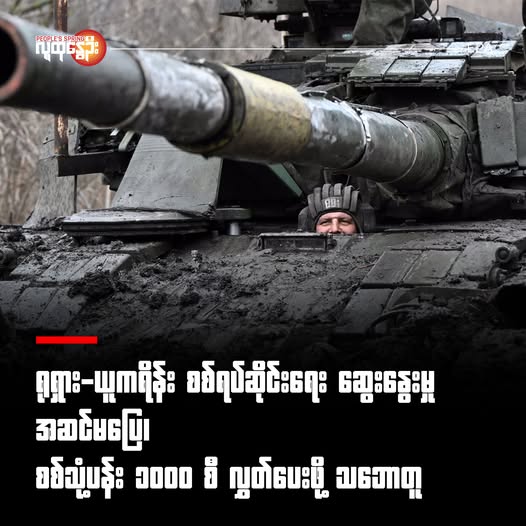 PEOPLE'S SPRING
လူထုနွေဦး
ရုရှား-ယူကရိန်း စစ်ရပ်ဆိုင်းရေး ဆွေးနွေးမှု
အဆင်မပြေ၊
စစ်သုံ့ပန်း ၁၀၀၀ စီ လွှတ်ပေးဖို့ သဘောတူ